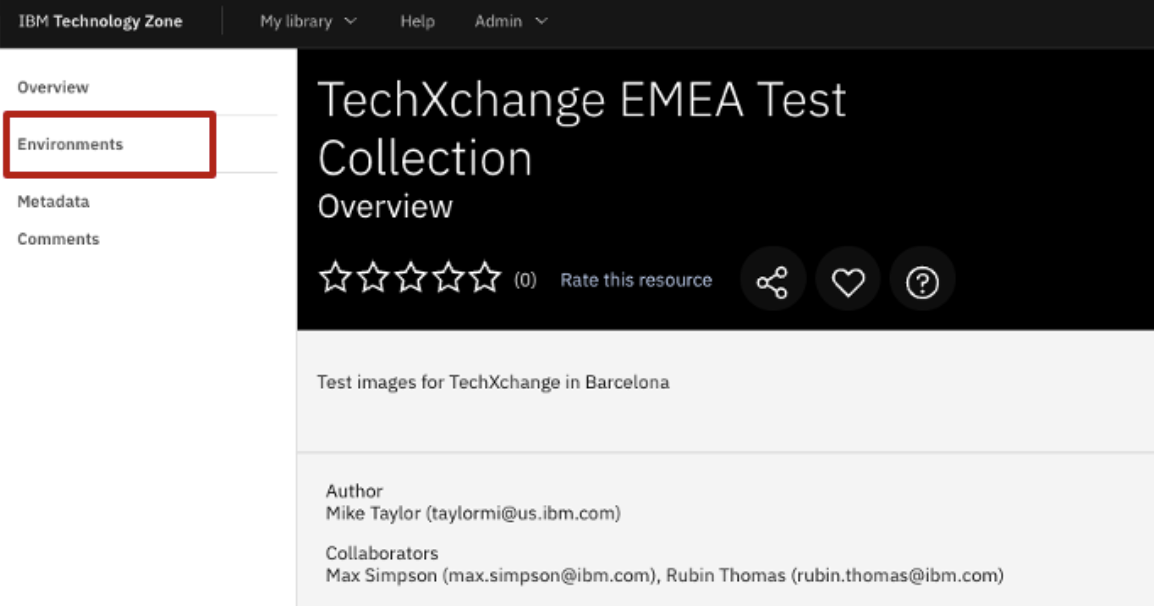 IBM Technology Zone
My library
Help
Admin
Overview
Environments
Metadata
Comments
TechXchange EMEA Test
Collection
Overview
(0)
Rate this resource
Test images for TechXchange in Barcelona
Author
Mike Taylor (taylormi@us.ibm.com)
Collaborators
Max Simpson (max.simpson@ibm.com), Rubin Thomas (rubin.thomas@ibm.com)